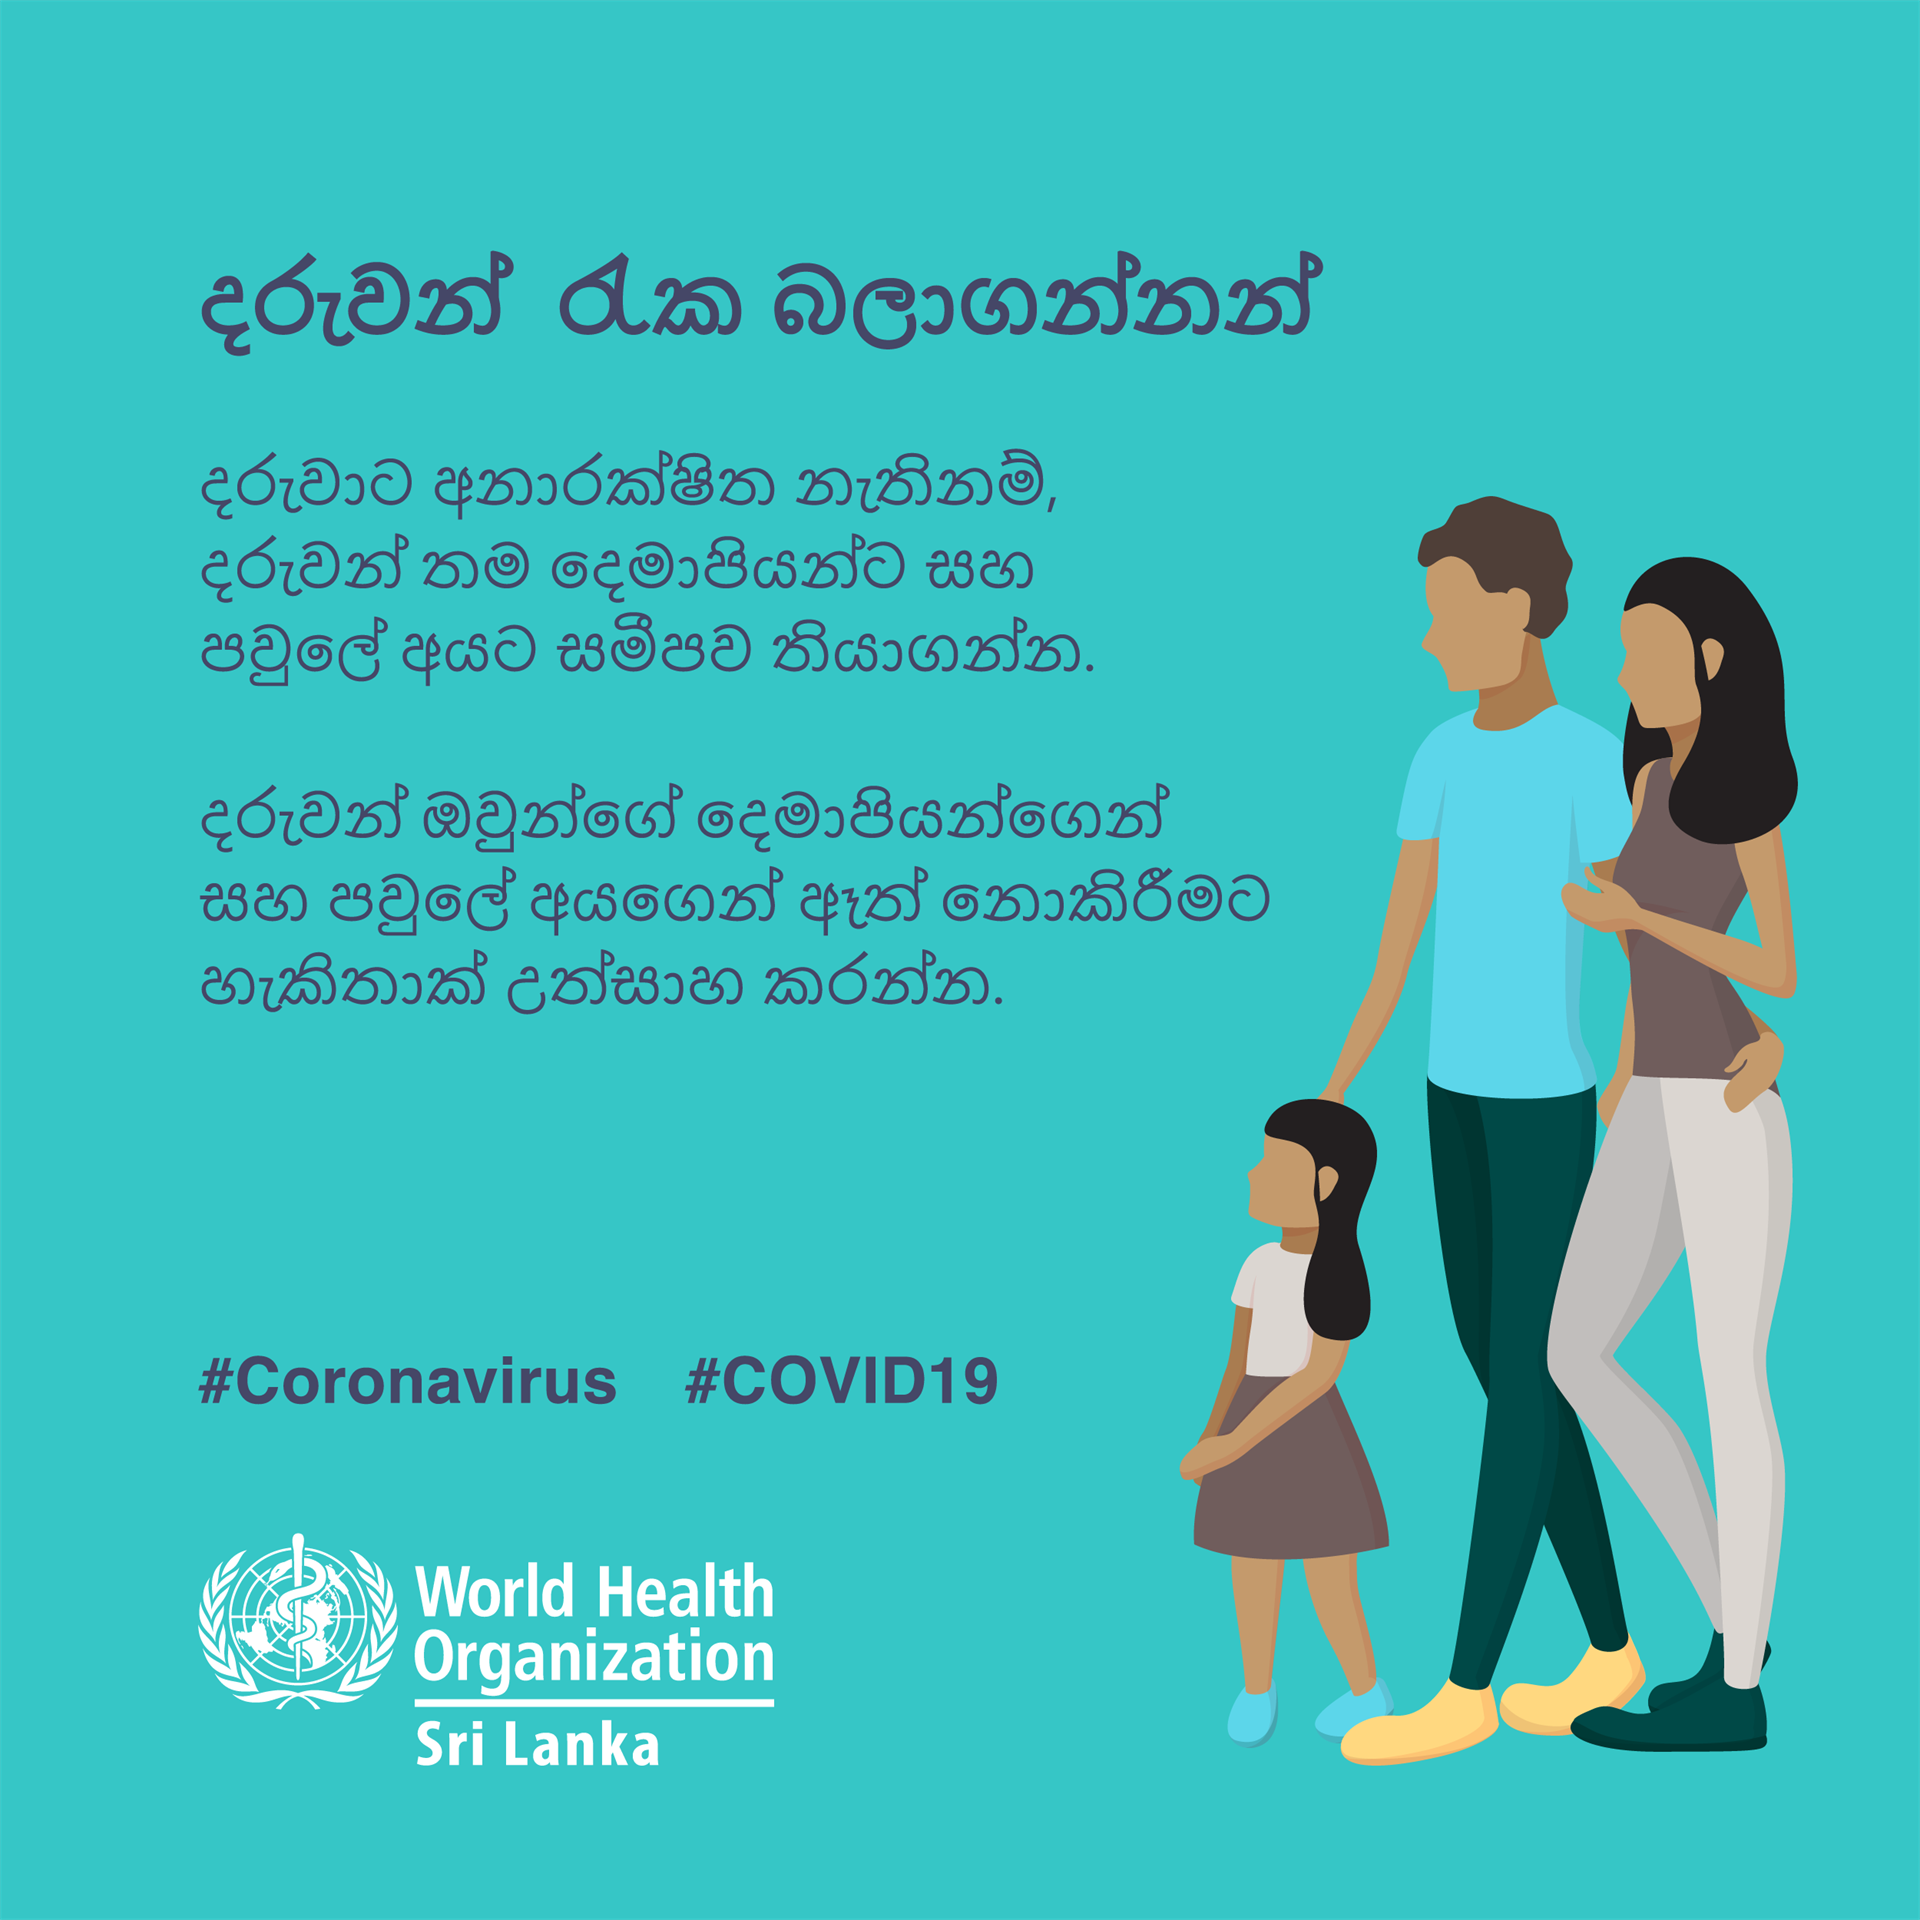 දරුවන් රැක බලාගන්නන්
දරුවාට අනාරක්ෂිත නැතිනම්,
දරුවන් තම දෙමාපියන්ට සහ
පවුලේ අයට සමීපව තියාගන්න.
දරුවන් ඔවුන්ගේ දෙමාපියන්ගෙන්
සහ පවුලේ අයගෙන් ඈත් නොකිරීමට
හැකිතාක් උත්සාහ කරන්න.
#Coronavirus #COVID19
World Health
Organization
Sri Lanka